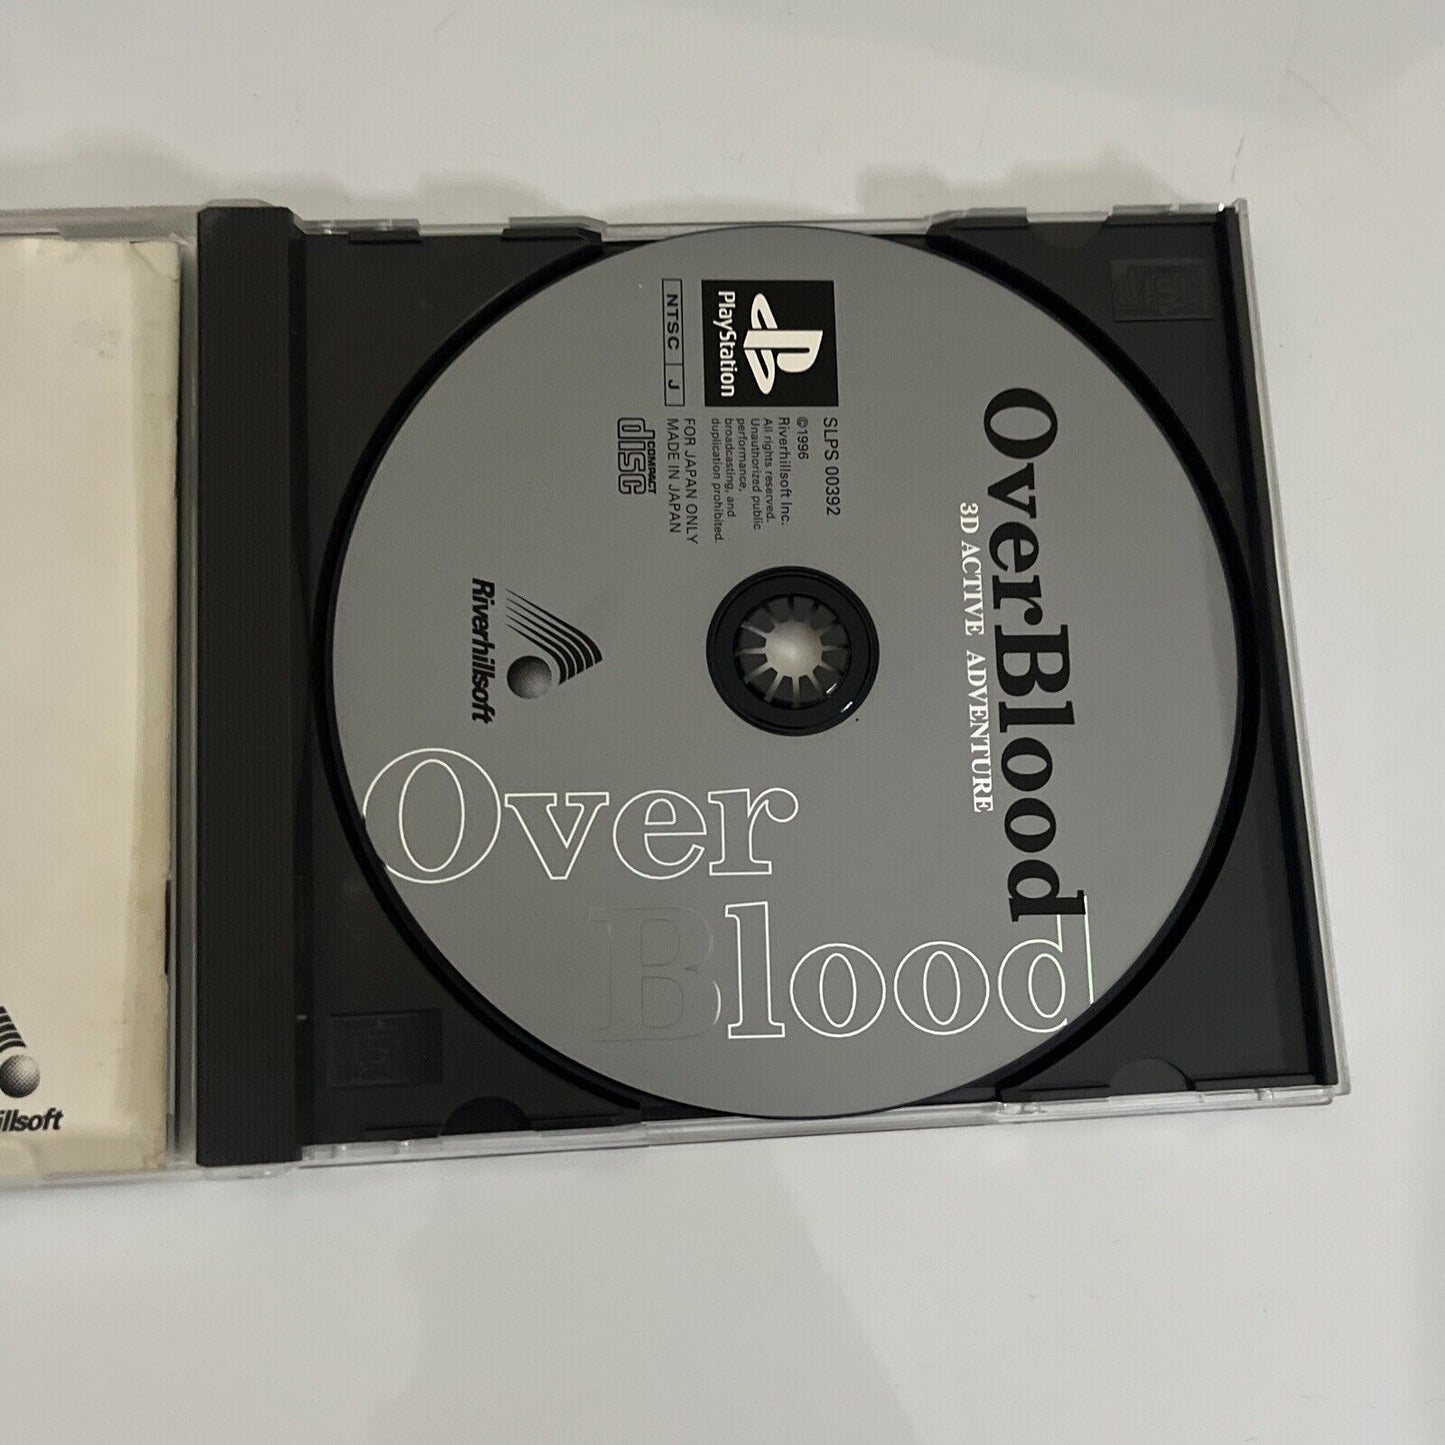 OverBlood
3D ACTIVE ADVENTURE
PlayStation
NTSC J
SLPS 00392
©1996
Riverhillsoft Inc.
All rights reserved.
Unauthorized public
performance,
broadcasting, and
duplication prohibited.
FOR JAPAN ONLY
MADE IN JAPAN
COMPACT
disc
Riverhillsoft
Over
Blood
illsoft